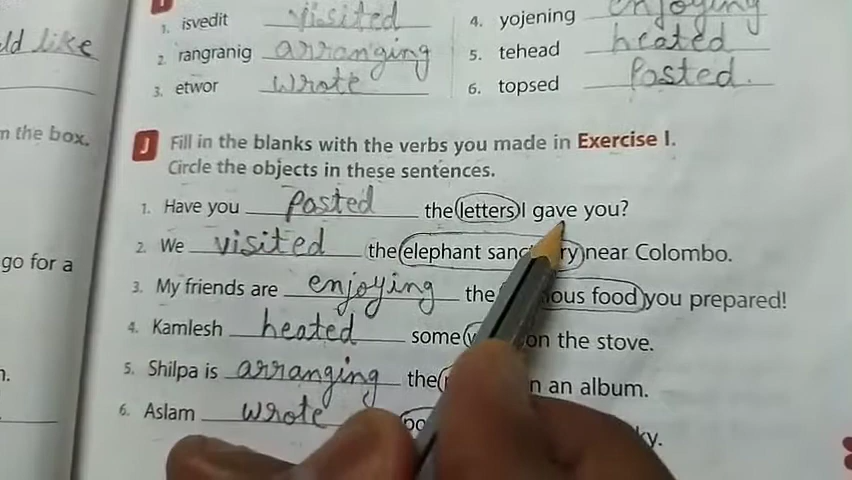 1. isvedit visited 4. yojening enjoying
ld like 2. rangranig arranging 5. tehead heated
3. etwor wrote 6. topsed Posted.
n the box. J Fill in the blanks with the verbs you made in Exercise I.
Circle the objects in these sentences.
1. Have you Posted the letters I gave you?
2. We visited the elephant near Colombo.
go for a 3. My friends are enjoying the food you prepared!
4. Kamlesh heated some on the stove.
n. 5. Shilpa is arranging the an album.
6. Aslam wrote